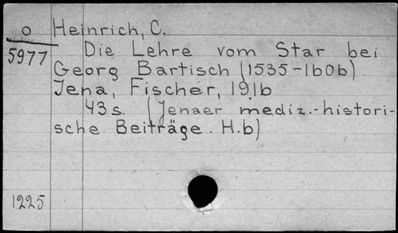 O Heinrich, C.
5977 Die Lehre vom Star bei
Georg Bartisch (1535-1606)
Jena, Fischer, 1916
43 s. (Jenaer mediz.-histori-
sche Beiträge. H.6)
1225